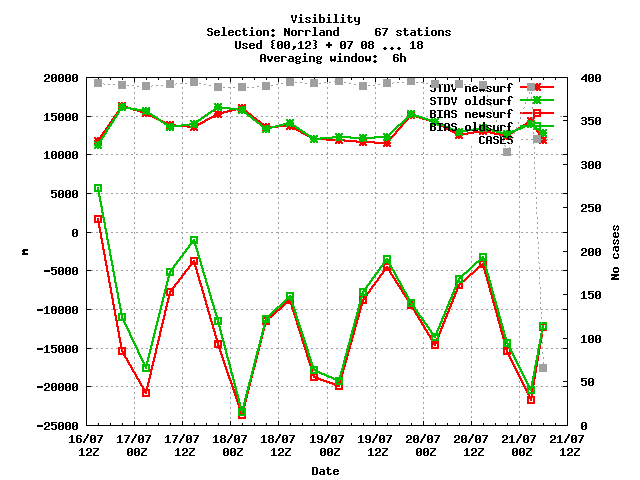 Visibility
Selection: Norrland 67 stations
Used {00,12} + 07 08 ... 18
Averaging window: 6h
STDV newsurf
STDV oldsurf
BIAS newsurf
BIAS oldsurf
CASES
20000
15000
10000
5000
0
-5000
-10000
-15000
-20000
-25000
m
400
350
300
250
200
150
100
50
0
No cases
16/07 17/07 17/07 18/07 18/07 19/07 19/07 20/07 20/07 21/07 21/07
12Z 00Z 12Z 00Z 12Z 00Z 12Z 00Z 12Z 00Z 12Z
Date